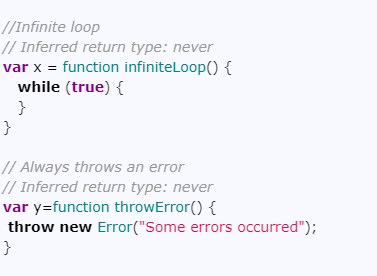 //Infinite loop
// Inferred return type: never
var x = function infiniteLoop() {
while (true) {
}
}
// Always throws an error
// Inferred return type: never
var y=function throwError() {
throw new Error("Some errors occurred");
}